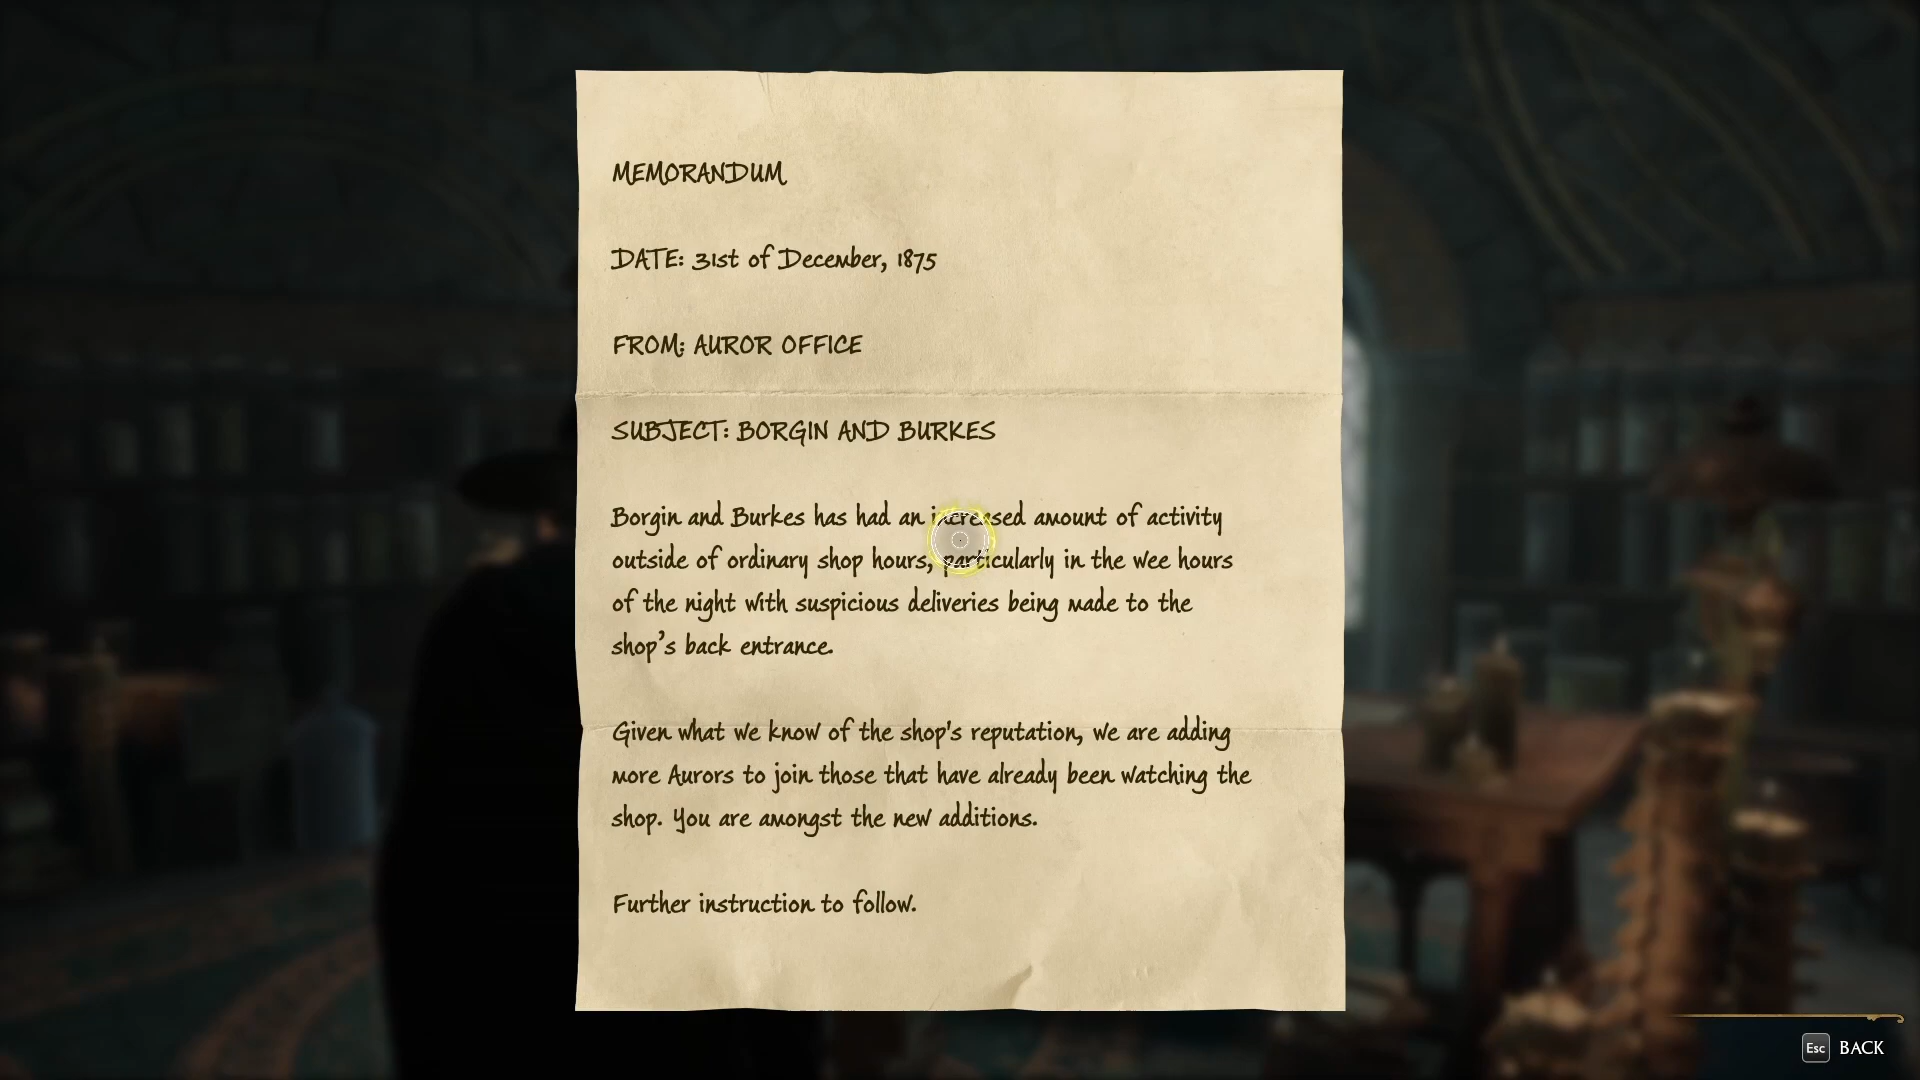 MEMORANDUM
DATE: 31st of December, 1875
FROM: AUROR OFFICE
SUBJECT: BORGIN AND BURKES
Borgin and Burkes has had an increased amount of activity
outside of ordinary shop hours, particularly in the wee hours
of the night with suspicious deliveries being made to the
shop’s back entrance.
Given what we know of the shop's reputation, we are adding
more Aurors to join those that have already been watching the
shop. You are amongst the new additions.
Further instruction to follow.
Esc BACK